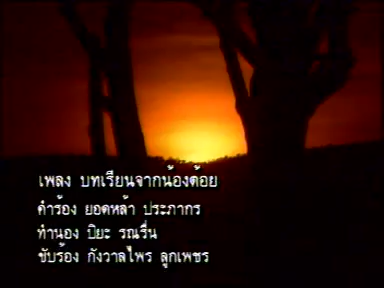 เพลง บทเรียนจากน้องต้อย
คำร้อง ยอดหล้า ประภากร
ทำนอง ปิยะ รณรื่น
ขับร้อง กังวาลไพร ลูกเพชร